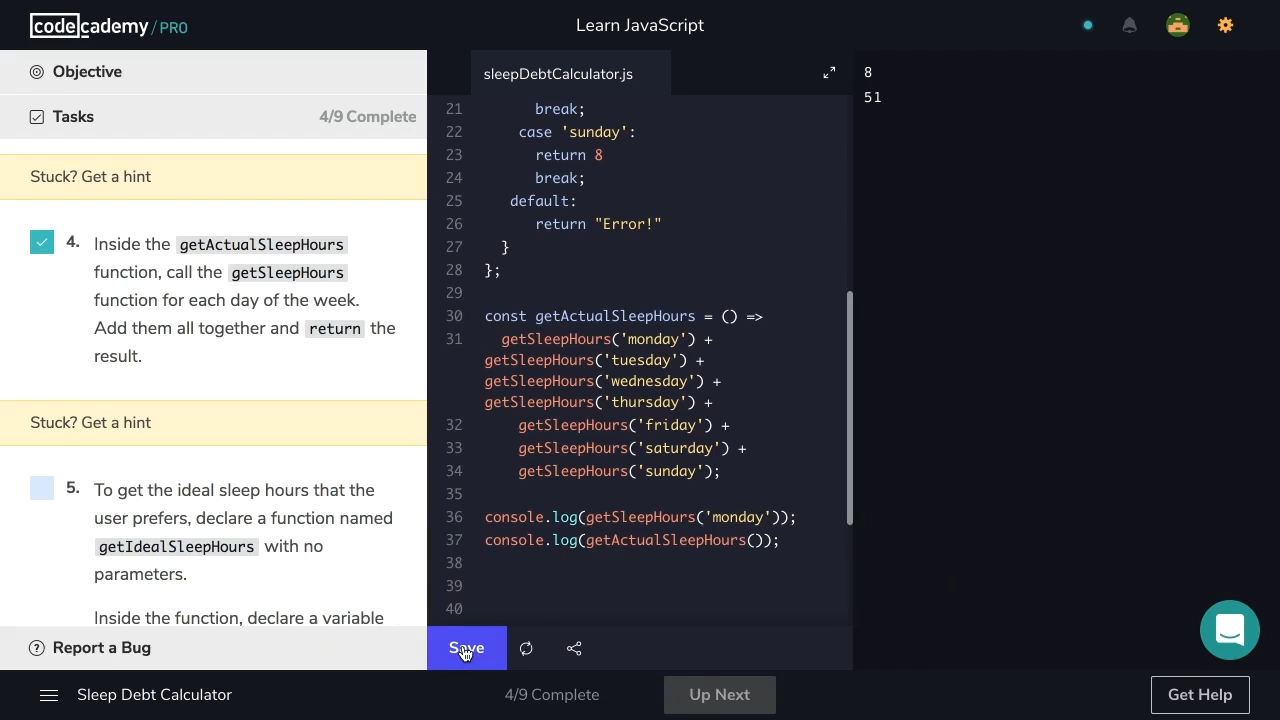 codecademy / PRO
Learn JavaScript
Objective
Tasks 4/9 Complete
Stuck? Get a hint
4. Inside the getActualSleepHours
function, call the getSleepHours
function for each day of the week.
Add them all together and return the
result.
Stuck? Get a hint
5. To get the ideal sleep hours that the
user prefers, declare a function named
getIdealSleepHours with no
parameters.
Inside the function, declare a variable
Report a Bug
sleepDebtCalculator.js
21 break;
22 case 'sunday':
23 return 8
24 break;
25 default:
26 return "Error!"
27 }
28 };
29
30 const getActualSleepHours = () =>
31 getSleepHours('monday') +
getSleepHours('tuesday') +
getSleepHours('wednesday') +
getSleepHours('thursday') +
32 getSleepHours('friday') +
33 getSleepHours('saturday') +
34 getSleepHours('sunday');
35
36 console.log(getSleepHours('monday'));
37 console.log(getActualSleepHours());
38
39
40
Save
8
51
Sleep Debt Calculator
4/9 Complete
Up Next
Get Help